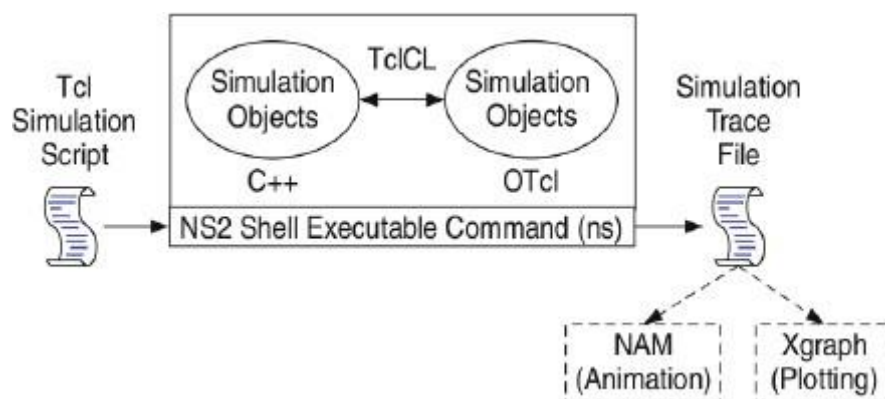 Tcl
Simulation
Script
TclCL
Simulation
Objects
Simulation
Objects
C++
OTcl
NS2 Shell Executable Command (ns)
Simulation
Trace
File
NAM
(Animation)
Xgraph
(Plotting)